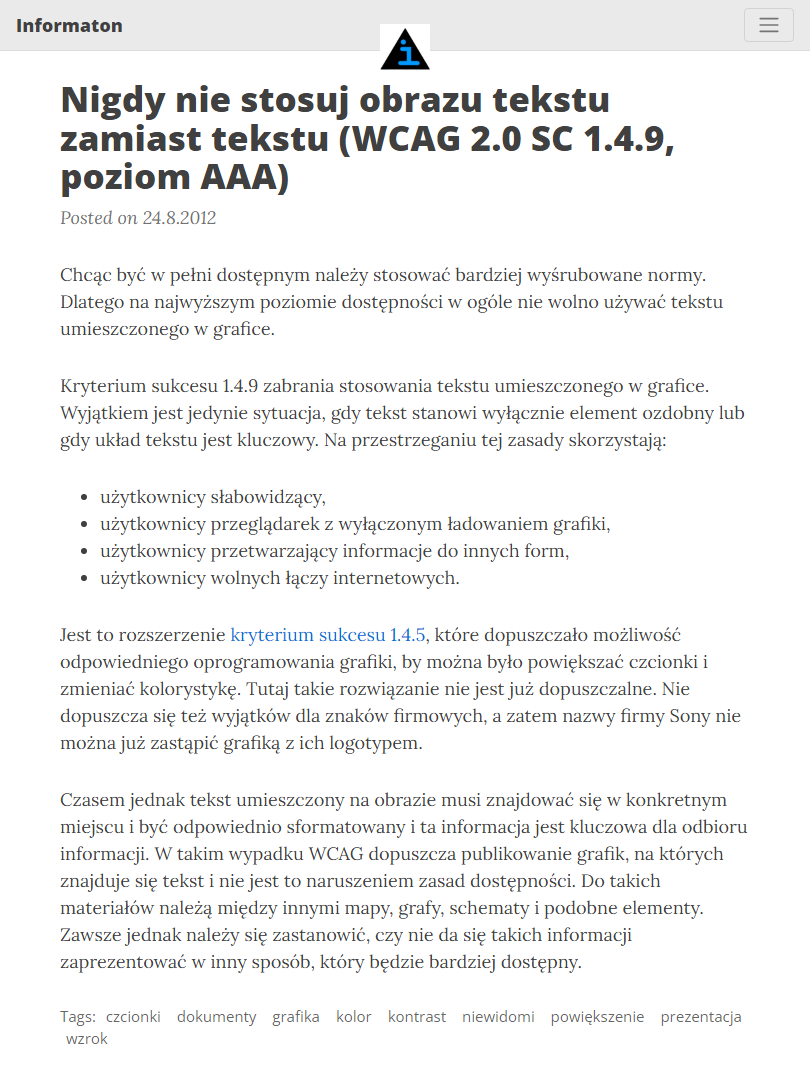 Informaton
i
Nigdy nie stosuj obrazu tekstu
zamiast tekstu (WCAG 2.0 SC 1.4.9,
poziom AAA)
Posted on 24.8.2012
Chcąc być w pełni dostępnym należy stosować bardziej wyśrubowane normy.
Dlatego na najwyższym poziomie dostępności w ogóle nie wolno używać tekstu
umieszczonego w grafice.
Kryterium sukcesu 1.4.9 zabrania stosowania tekstu umieszczonego w grafice.
Wyjątkiem jest jedynie sytuacja, gdy tekst stanowi wyłącznie element ozdobny lub
gdy układ tekstu jest kluczowy. Na przestrzeganiu tej zasady skorzystają:
• użytkownicy słabowidzący,
• użytkownicy przeglądarek z wyłączonym ładowaniem grafiki,
• użytkownicy przetwarzający informacje do innych form,
• użytkownicy wolnych łączy internetowych.
Jest to rozszerzenie kryterium sukcesu 1.4.5, które dopuszczało możliwość
odpowiedniego oprogramowania grafiki, by można było powiększać czcionki i
zmieniać kolorystykę. Tutaj takie rozwiązanie nie jest już dopuszczalne. Nie
dopuszcza się też wyjątków dla znaków firmowych, a zatem nazwy firmy Sony nie
można już zastąpić grafiką z ich logotypem.
Czasem jednak tekst umieszczony na obrazie musi znajdować się w konkretnym
miejscu i być odpowiednio sformatowany i ta informacja jest kluczowa dla odbioru
informacji. W takim wypadku WCAG dopuszcza publikowanie grafik, na których
znajduje się tekst i nie jest to naruszeniem zasad dostępności. Do takich
materiałów należą między innymi mapy, grafy, schematy i podobne elementy.
Zawsze jednak należy się zastanowić, czy nie da się takich informacji
zaprezentować w inny sposób, który będzie bardziej dostępny.
Tags: czcionki dokumenty grafika kolor kontrast niewidomi powiększenie prezentacja
wzrok